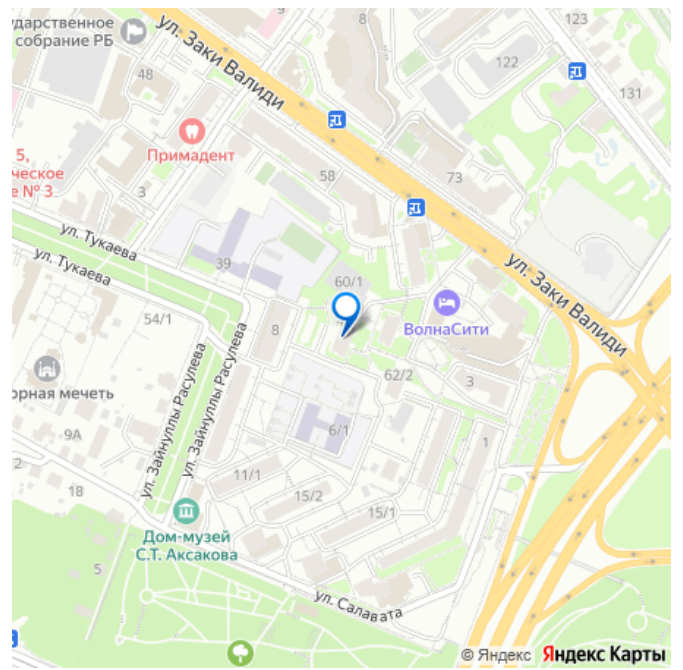 9
8
123
ударственное
собрание РБ
ул. Заки Валиди
122
48
131
Примадент
5,
ческое
е № 3
3
58
73
ул. Тукаева
ул. Заки Валиди
ул. Тукаева
39
60/1
ВолнаСити
54/1
8
ул. Зайнуллы Расулева
ул. Зайнуллы Расулева
орная мечеть
62/2
3
9А
6/1
1
2
18
11/1
15/2
15/1
Дом-музей
С.Т. Аксакова
5
ул. Салавата
© Яндекс Яндекс Карты